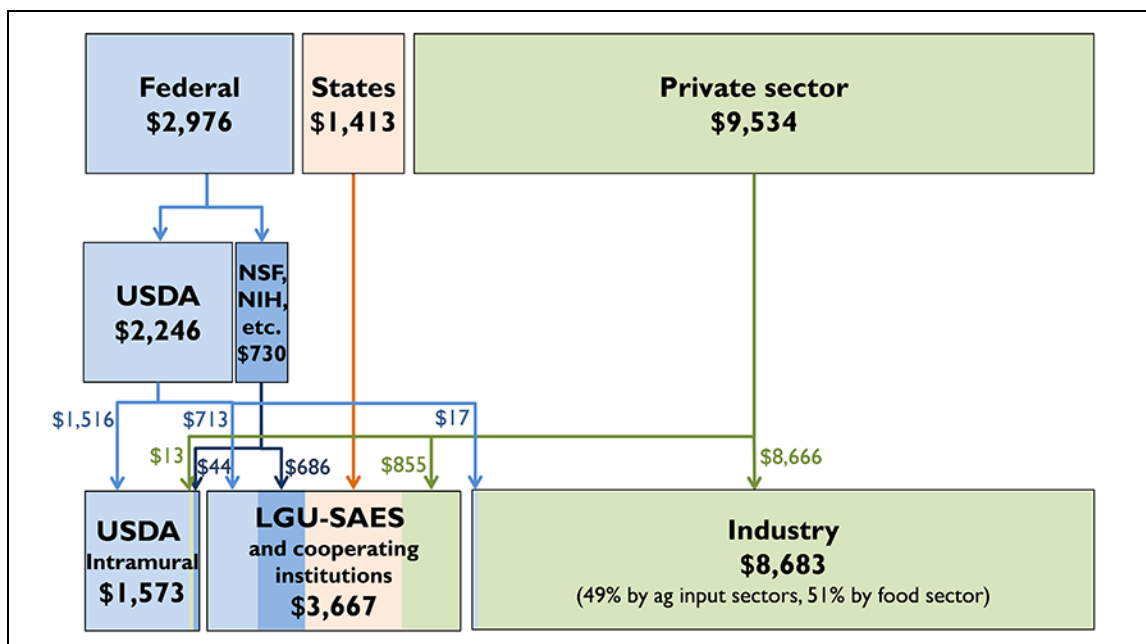 Federal
$2,976
States
$1,413
Private sector
$9,534
USDA
$2,246
NSF,
NIH,
etc.
$730
$1,516
$713
$17
$13
$44
$686
$855
$8,666
USDA
Intramural
$1,573
LGU-SAES
and cooperating
institutions
$3,667
Industry
$8,683
(49% by ag input sectors, 51% by food sector)